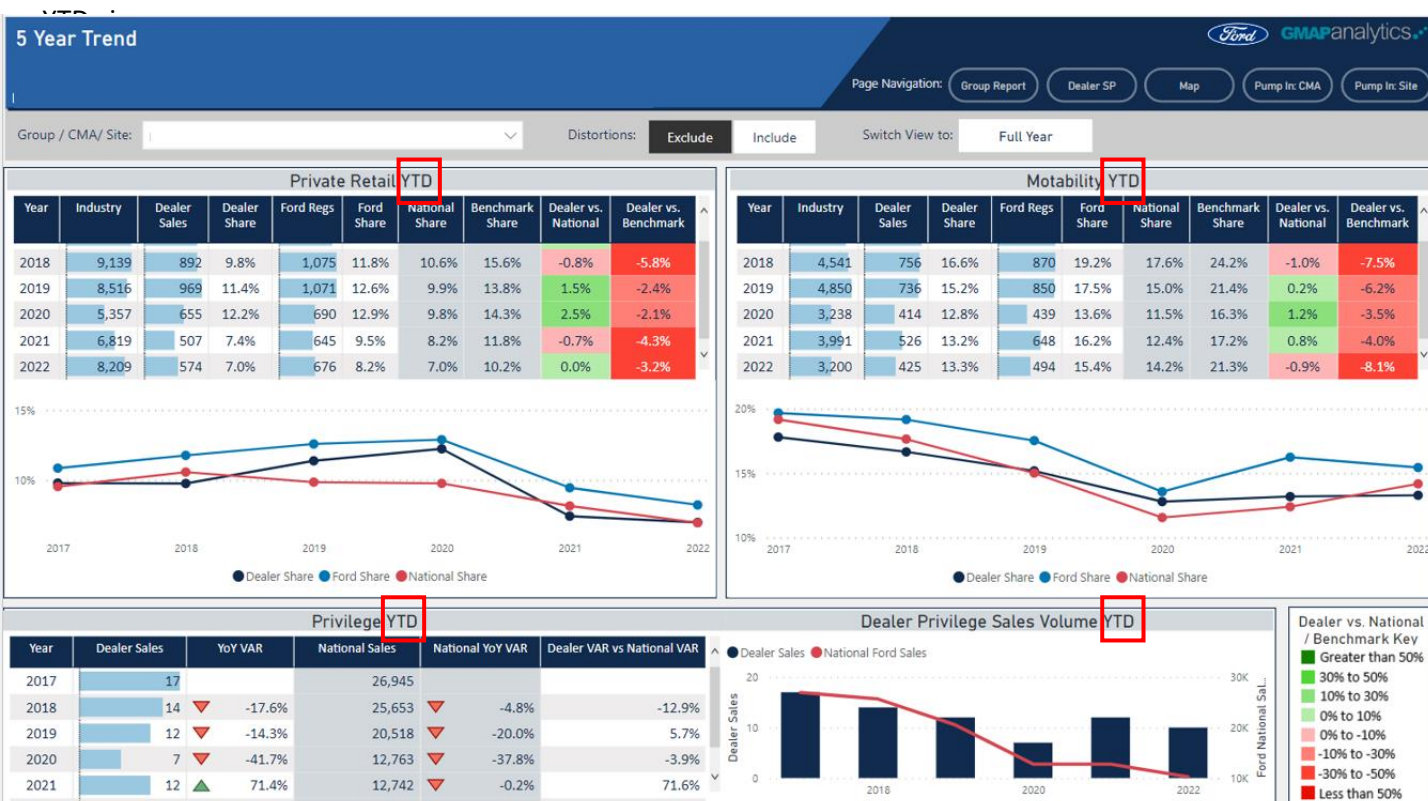 5 Year Trend
Ford GMAPanalytics
Page Navigation: Group Report Dealer SP Map Pump In: CMA Pump In: Site
Group / CMA/ Site: Distortions: Exclude Include Switch View to: Full Year
Private Retail YTD
Year Industry Dealer Sales Dealer Share Ford Regs Ford Share National Share Benchmark Share Dealer vs. National Dealer vs. Benchmark
2018 9,139 892 9.8% 1,075 11.8% 10.6% 15.6% -0.8% -5.8%
2019 8,516 969 11.4% 1,071 12.6% 9.9% 13.8% 1.5% -2.4%
2020 5,357 655 12.2% 690 12.9% 9.8% 14.3% 2.5% -2.1%
2021 6,819 507 7.4% 645 9.5% 8.2% 11.8% -0.7% -4.3%
2022 8,209 574 7.0% 676 8.2% 7.0% 10.2% 0.0% -3.2%
15%
10%
2017 2018 2019 2020 2021 2022
Dealer Share Ford Share National Share
Motability YTD
Year Industry Dealer Sales Dealer Share Ford Regs Ford Share National Share Benchmark Share Dealer vs. National Dealer vs. Benchmark
2018 4,541 756 16.6% 870 19.2% 17.6% 24.2% -1.0% -7.5%
2019 4,850 736 15.2% 850 17.5% 15.0% 21.4% 0.2% -6.2%
2020 3,238 414 12.8% 439 13.6% 11.5% 16.3% 1.2% -3.5%
2021 3,991 526 13.2% 648 16.2% 12.4% 17.2% 0.8% -4.0%
2022 3,200 425 13.3% 494 15.4% 14.2% 21.3% -0.9% -8.1%
20%
15%
10%
2017 2018 2019 2020 2021 2022
Dealer Share Ford Share National Share
Privilege YTD
Year Dealer Sales YoY VAR National Sales National YoY VAR Dealer VAR vs National VAR
2017 17 26,945
2018 14 -17.6% 25,653 -4.8% -12.9%
2019 12 -14.3% 20,518 -20.0% 5.7%
2020 7 -41.7% 12,763 -37.8% -3.9%
2021 12 71.4% 12,742 -0.2% 71.6%
Dealer Privilege Sales Volume YTD
Dealer Sales National Ford Sales
Dealer Sales
20
10
0
30K
20K
10K
Ford National Sal...
2018 2020 2022
Dealer vs. National
/ Benchmark Key
Greater than 50%
30% to 50%
10% to 30%
0% to 10%
0% to -10%
-10% to -30%
-30% to -50%
Less than 50%